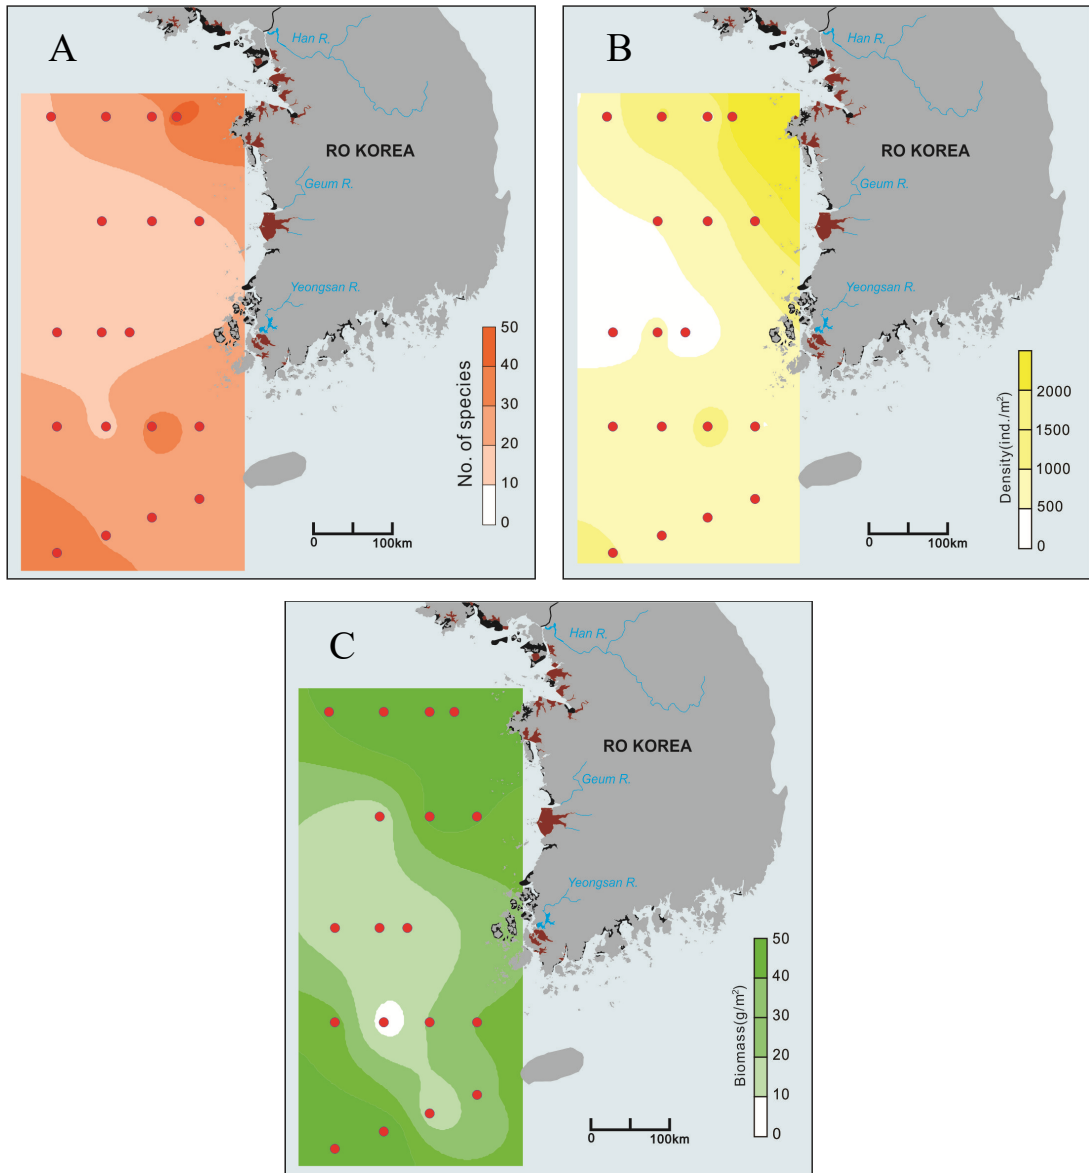 A
Han R.
RO KOREA
Geum R.
Yeongsan R.
No. of species
50
40
30
20
10
0
0 100km
B
Han R.
RO KOREA
Geum R.
Yeongsan R.
Density(ind./m²)
2000
1500
1000
500
0
0 100km
C
Han R.
RO KOREA
Geum R.
Yeongsan R.
Biomass(g/m²)
50
40
30
20
10
0
0 100km